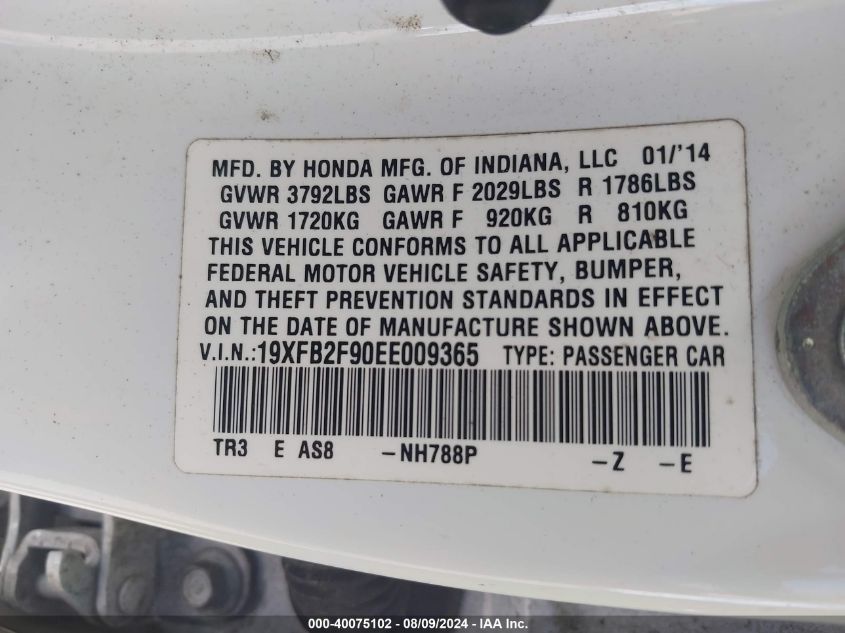 MFD. BY HONDA MFG. OF INDIANA, LLC 01/'14
GVWR 3792LBS GAWR F 2029LBS R 1786LBS
GVWR 1720KG GAWR F 920KG R 810KG
THIS VEHICLE CONFORMS TO ALL APPLICABLE
FEDERAL MOTOR VEHICLE SAFETY, BUMPER,
AND THEFT PREVENTION STANDARDS IN EFFECT
ON THE DATE OF MANUFACTURE SHOWN ABOVE.
V.I.N.:19XFB2F90EE009365 TYPE: PASSENGER CAR
TR3 E AS8 -NH788P -Z -E
000-40075102 - 08/09/2024 - IAA Inc.